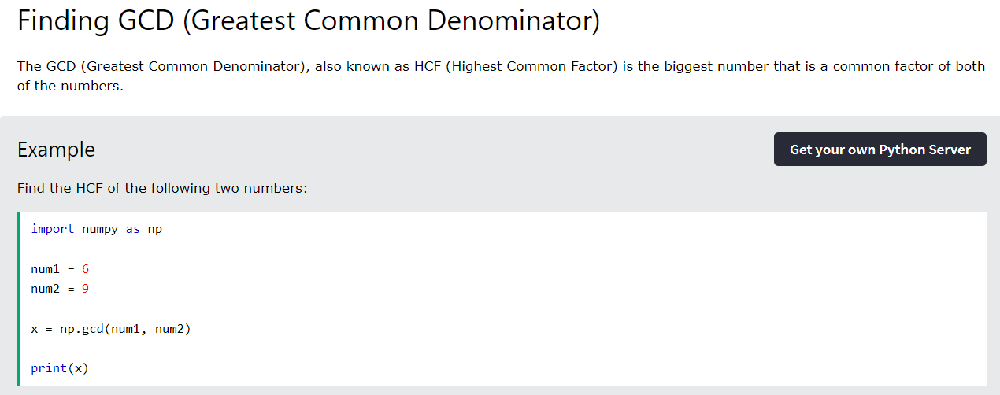 Finding GCD (Greatest Common Denominator)
The GCD (Greatest Common Denominator), also known as HCF (Highest Common Factor) is the biggest number that is a common factor of both
of the numbers.
Example
Get your own Python Server
Find the HCF of the following two numbers:
import numpy as np
num1 = 6
num2 = 9
x = np.gcd(num1, num2)
print(x)